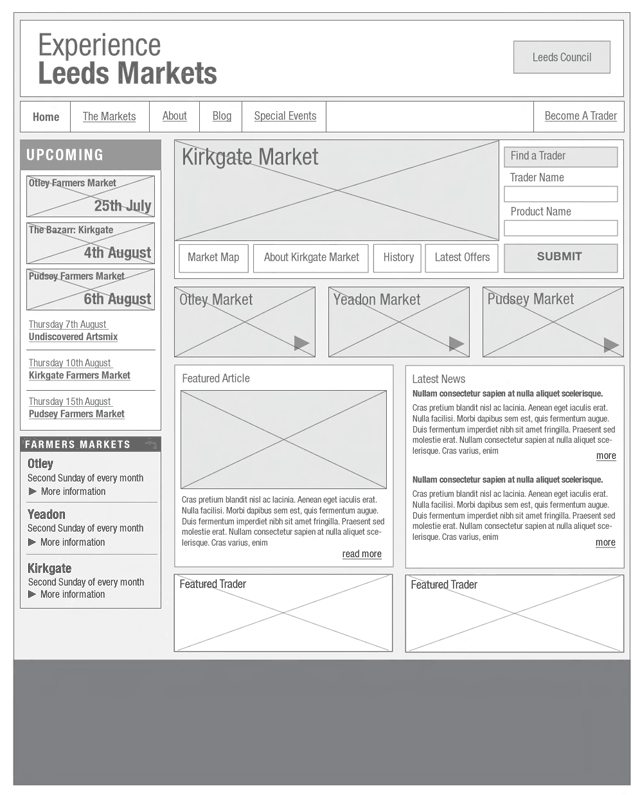 Experience
Leeds Markets
Leeds Council
Home
The Markets
About
Blog
Special Events
Become A Trader
UPCOMING
Otley Farmers Market
25th July
The Bazarr: Kirkgate
4th August
Pudsey Farmers Market
6th August
Thursday 7th August
Undiscovered Artsmix
Thursday 10th August
Kirkgate Farmers Market
Thursday 15th August
Pudsey Farmers Market
FARMERS MARKETS
Otley
Second Sunday of every month
More information
Yeadon
Second Sunday of every month
More information
Kirkgate
Second Sunday of every month
More information
Kirkgate Market
Market Map
About Kirkgate Market
History
Latest Offers
Find a Trader
Trader Name
Product Name
SUBMIT
Otley Market
Yeadon Market
Pudsey Market
Featured Article
Cras pretium blandit nisl ac lacinia. Aenean eget iaculis erat.
Nulla facilisi. Morbi dapibus sem est, quis fermentum augue.
Duis fermentum imperdiet nibh sit amet fringilla. Praesent sed
molestie erat. Nullam consectetur sapien at nulla aliquet sce-
lerisque. Cras varius, enim
read more
Latest News
Nullam consectetur sapien at nulla aliquet scelerisque.
Cras pretium blandit nisl ac lacinia. Aenean eget iaculis erat.
Nulla facilisi. Morbi dapibus sem est, quis fermentum augue.
Duis fermentum imperdiet nibh sit amet fringilla. Praesent sed
molestie erat. Nullam consectetur sapien at nulla aliquet sce-
lerisque. Cras varius, enim
more
Nullam consectetur sapien at nulla aliquet scelerisque.
Cras pretium blandit nisl ac lacinia. Aenean eget iaculis erat.
Nulla facilisi. Morbi dapibus sem est, quis fermentum augue.
Duis fermentum imperdiet nibh sit amet fringilla. Praesent sed
molestie erat. Nullam consectetur sapien at nulla aliquet sce-
lerisque. Cras varius, enim
more
Featured Trader
Featured Trader